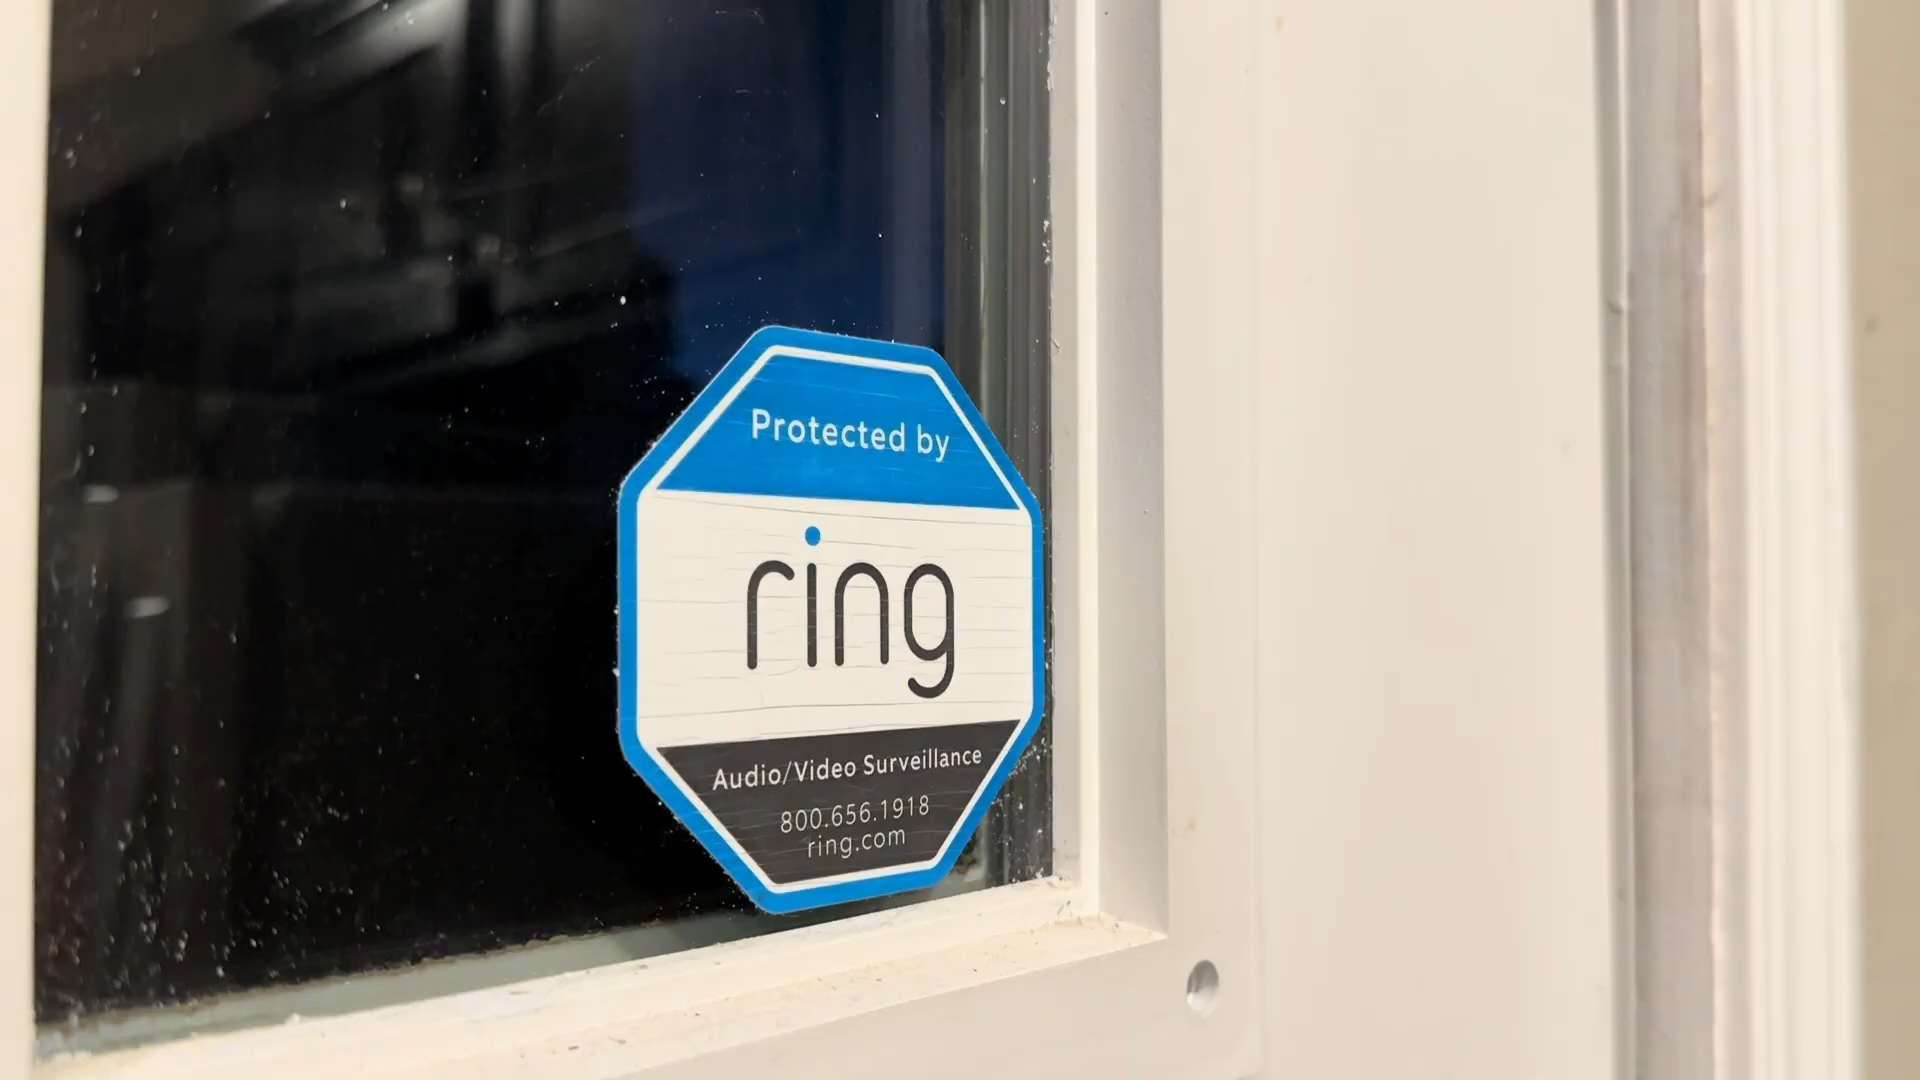 Protected by
ring
Audio/Video Surveillance
800.656.1918
ring.com